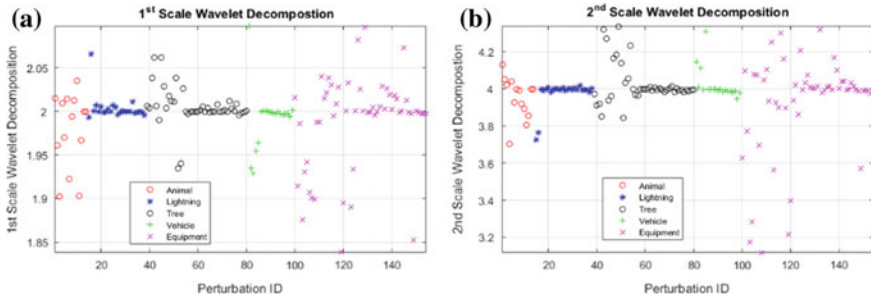 (a)
1st Scale Wavelet Decompostion
1st Scale Wavelet Decomposition
2.05
2
1.95
1.9
1.85
Animal
Lightning
Tree
Vehicle
Equipment
20 40 60 80 100 120 140
Perturbation ID
(b)
2nd Scale Wavelet Decomposition
2nd Scale Wavelet Decomposition
4.2
4
3.8
3.6
3.4
3.2
Animal
Lightning
Tree
Vehicle
Equipment
20 40 60 80 100 120 140
Perturbation ID